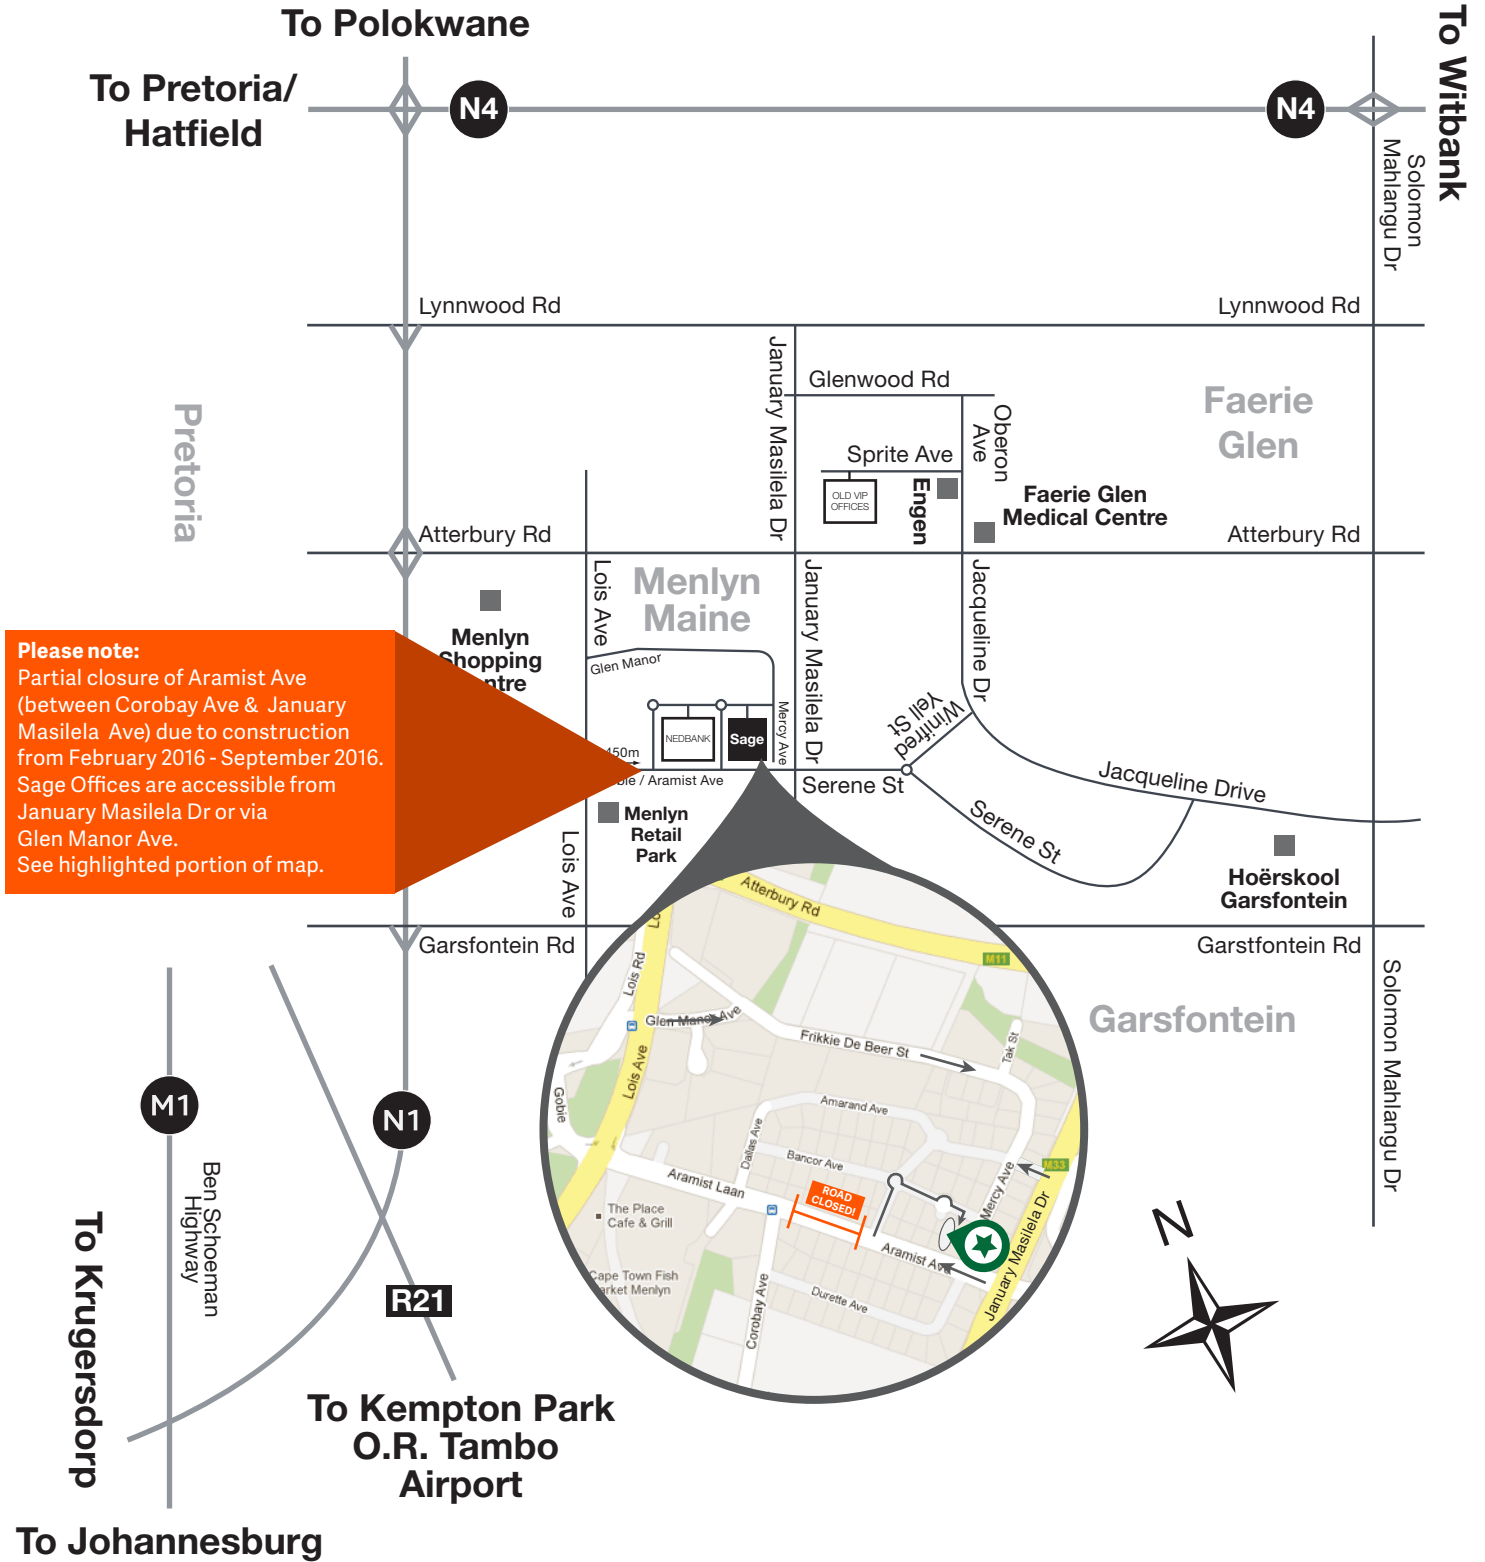 To Polokwane
To Pretoria/
Hatfield
N4
N4
To Witbank
Solomon
Mahlangu Dr
Lynnwood Rd
Lynnwood Rd
January Masilela Dr
Glenwood Rd
Oberon
Ave
Faerie
Glen
Pretoria
Sprite Ave
OLD VIP
OFFICES
Engen
Faerie Glen
Medical Centre
Atterbury Rd
Atterbury Rd
Lois Ave
Menlyn
Maine
January Masilela Dr
Jacqueline Dr
Menlyn
Shopping
ntre
Glen Manor
Please note:
Partial closure of Aramist Ave
(between Corobay Ave & January
Masilela Ave) due to construction
from February 2016 - September 2016.
Sage Offices are accessible from
January Masilela Dr or via
Glen Manor Ave.
See highlighted portion of map.
NEDBANK
Sage
Mercy Ave
450m
bie / Aramist Ave
Winifred
Yell St
Serene St
Jacqueline Drive
Serene St
Menlyn
Retail
Park
Lois Ave
Hoërskool
Garsfontein
Garsfontein Rd
Garstfontein Rd
Solomon Mahlangu Dr
Garsfontein
Atterbury Rd
M11
Lo
Lois Rd
Glen Manor Ave
Frikkie De Beer St
Tak St
Lois Ave
Gobie
Amarand Ave
Dallas Ave
Bancor Ave
M33
Mercy Ave
Aramist Laan
ROAD
CLOSED!
The Place
Cafe & Grill
Aramist Ave
January Masilela Dr
Cape Town Fish
arket Menlyn
Corobay Ave
Durette Ave
N
M1
N1
Ben Schoeman
Highway
R21
To Krugersdorp
To Kempton Park
O.R. Tambo
Airport
To Johannesburg